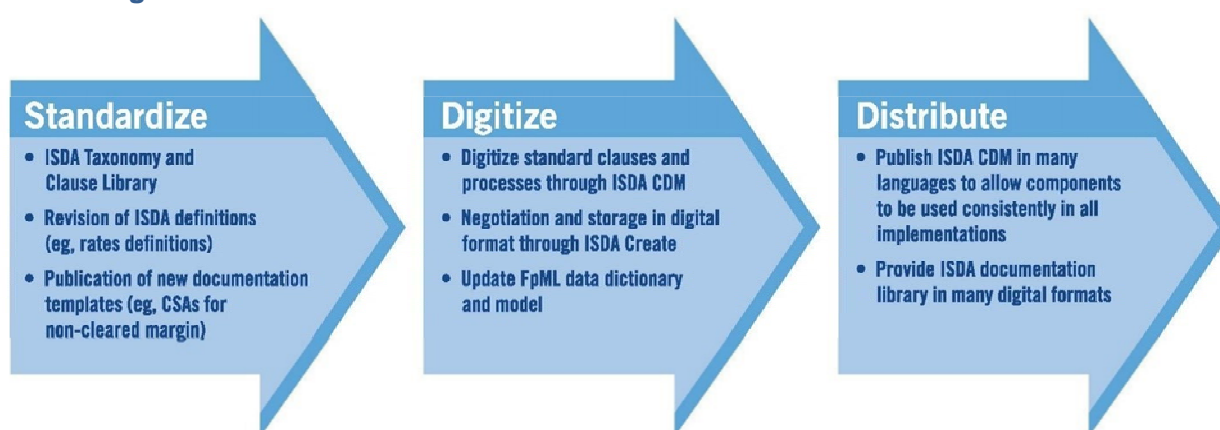 Standardize
• ISDA Taxonomy and
Clause Library
• Revision of ISDA definitions
(eg, rates definitions)
• Publication of new documentation
templates (eg, CSAs for
non-cleared margin)
Digitize
• Digitize standard clauses and
processes through ISDA CDM
• Negotiation and storage in digital
format through ISDA Create
• Update FpML data dictionary
and model
Distribute
• Publish ISDA CDM in many
languages to allow components
to be used consistently in all
implementations
• Provide ISDA documentation
library in many digital formats